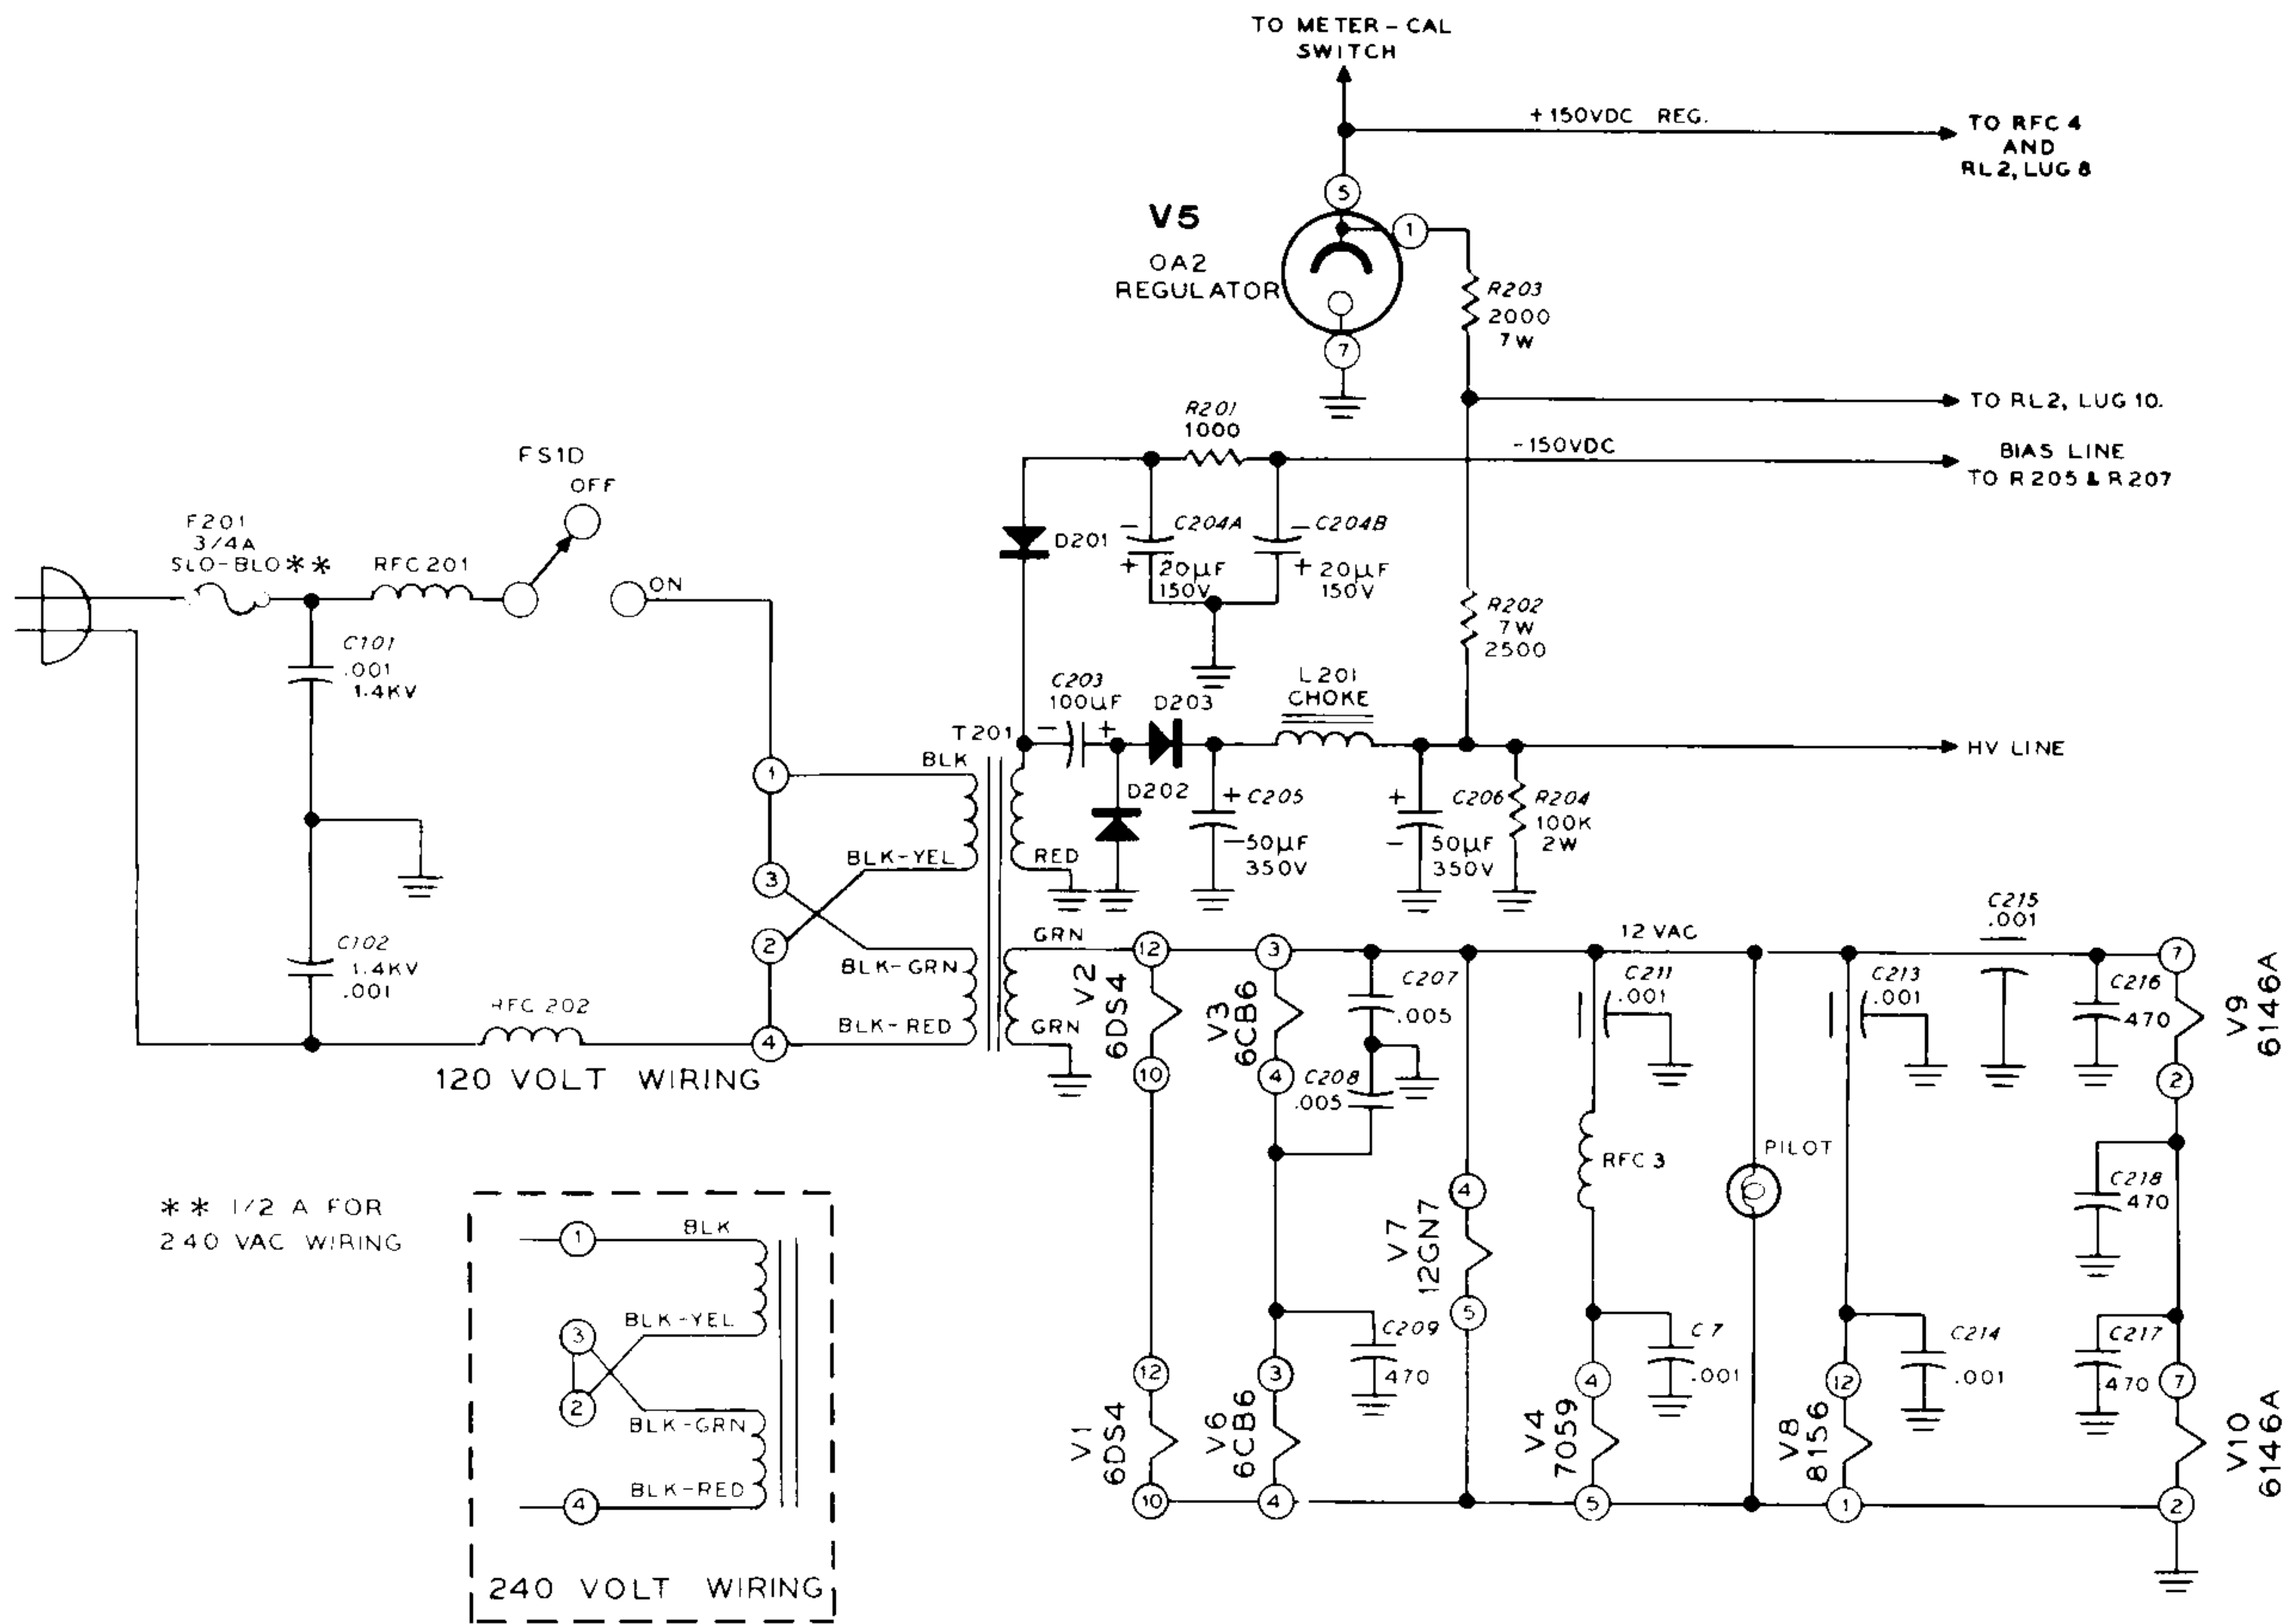 TO METER-CAL
SWITCH
+150VDC REG.
TO RFC 4
AND
RL2, LUG 8
5
V5
OA2
REGULATOR
1
R203
2000
7W
7
TO RL2, LUG 10.
R201
1000
-150VDC
BIAS LINE
TO R205 & R207
FS1D
OFF
F201
3/4A
SLO-BLO**
RFC 201
ON
D201
-
C204A
+
20µF
150V
-
C204B
+
20µF
150V
C101
.001
1.4KV
R202
7W
2500
C203
100µF
-
+
D203
L201
CHOKE
T201
HV LINE
1
BLK
D202
+
C205
-
50µF
350V
+
C206
-
50µF
350V
R204
100K
2W
BLK-YEL
RED
3
2
4
C102
1.4KV
.001
RFC 202
BLK-GRN
BLK-RED
GRN
GRN
120 VOLT WIRING
12
V2
6DS4
10
3
V3
6CB6
4
C207
.005
C208
.005
12 VAC
C211
.001
C213
.001
C215
.001
C216
470
7
V9
6146A
2
RFC 3
PILOT
C218
470
4
V7
12GN7
5
** 1/2 A FOR
240 VAC WIRING
1
BLK
3
BLK-YEL
2
BLK-GRN
BLK-RED
4
240 VOLT WIRING
12
V1
6DS4
10
3
V6
6CB6
4
C209
470
4
V4
7059
5
C7
.001
12
V8
8156
1
C214
.001
C217
470
7
V10
6146A
2